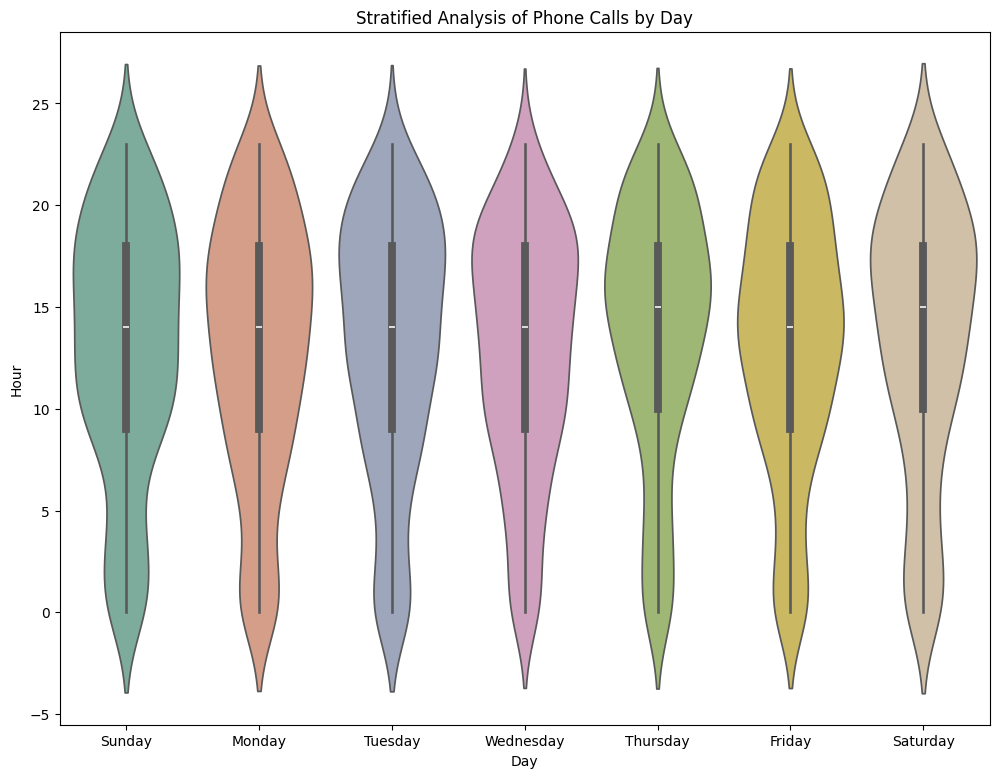 Stratified Analysis of Phone Calls by Day
Hour
25
20
15
10
5
0
−5
Sunday Monday Tuesday Wednesday Thursday Friday Saturday
Day